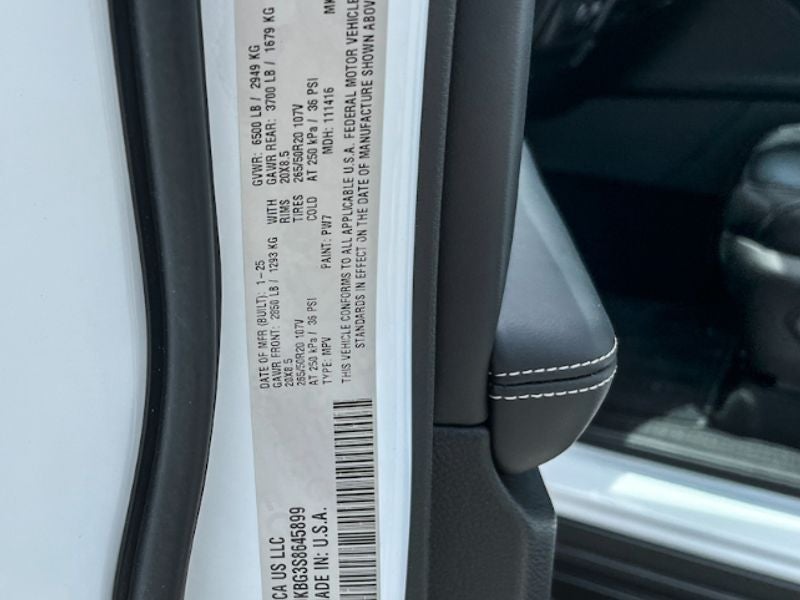 CA US LLC
KBG3S8645899
ADE IN: U.S.A.
DATE OF MFR (BUILT): 1-25
GAWR FRONT: 2850 LB / 1293 KG
20X8.5
265/50R20 107V
AT 250 kPa / 36 PSI
TYPE: MPV
PAINT: PW7
THIS VEHICLE CONFORMS TO ALL APPLICABLE U.S.A. FEDERAL MOTOR VEHICLE
STANDARDS IN EFFECT ON THE DATE OF MANUFACTURE SHOWN ABOVE
GVWR: 6500 LB / 2949 KG
GAWR REAR: 3700 LB / 1679 KG
WITH 20X8.5
RIMS
TIRES 265/50R20 107V
COLD AT 250 kPa / 36 PSI
MDH: 111416
MK